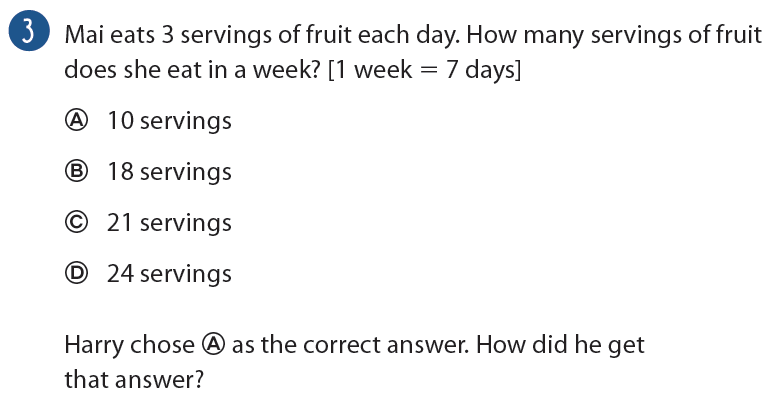 3 Mai eats 3 servings of fruit each day. How many servings of fruit
does she eat in a week? [1 week = 7 days]
Ⓐ 10 servings
Ⓑ 18 servings
Ⓒ 21 servings
Ⓓ 24 servings
Harry chose Ⓐ as the correct answer. How did he get
that answer?